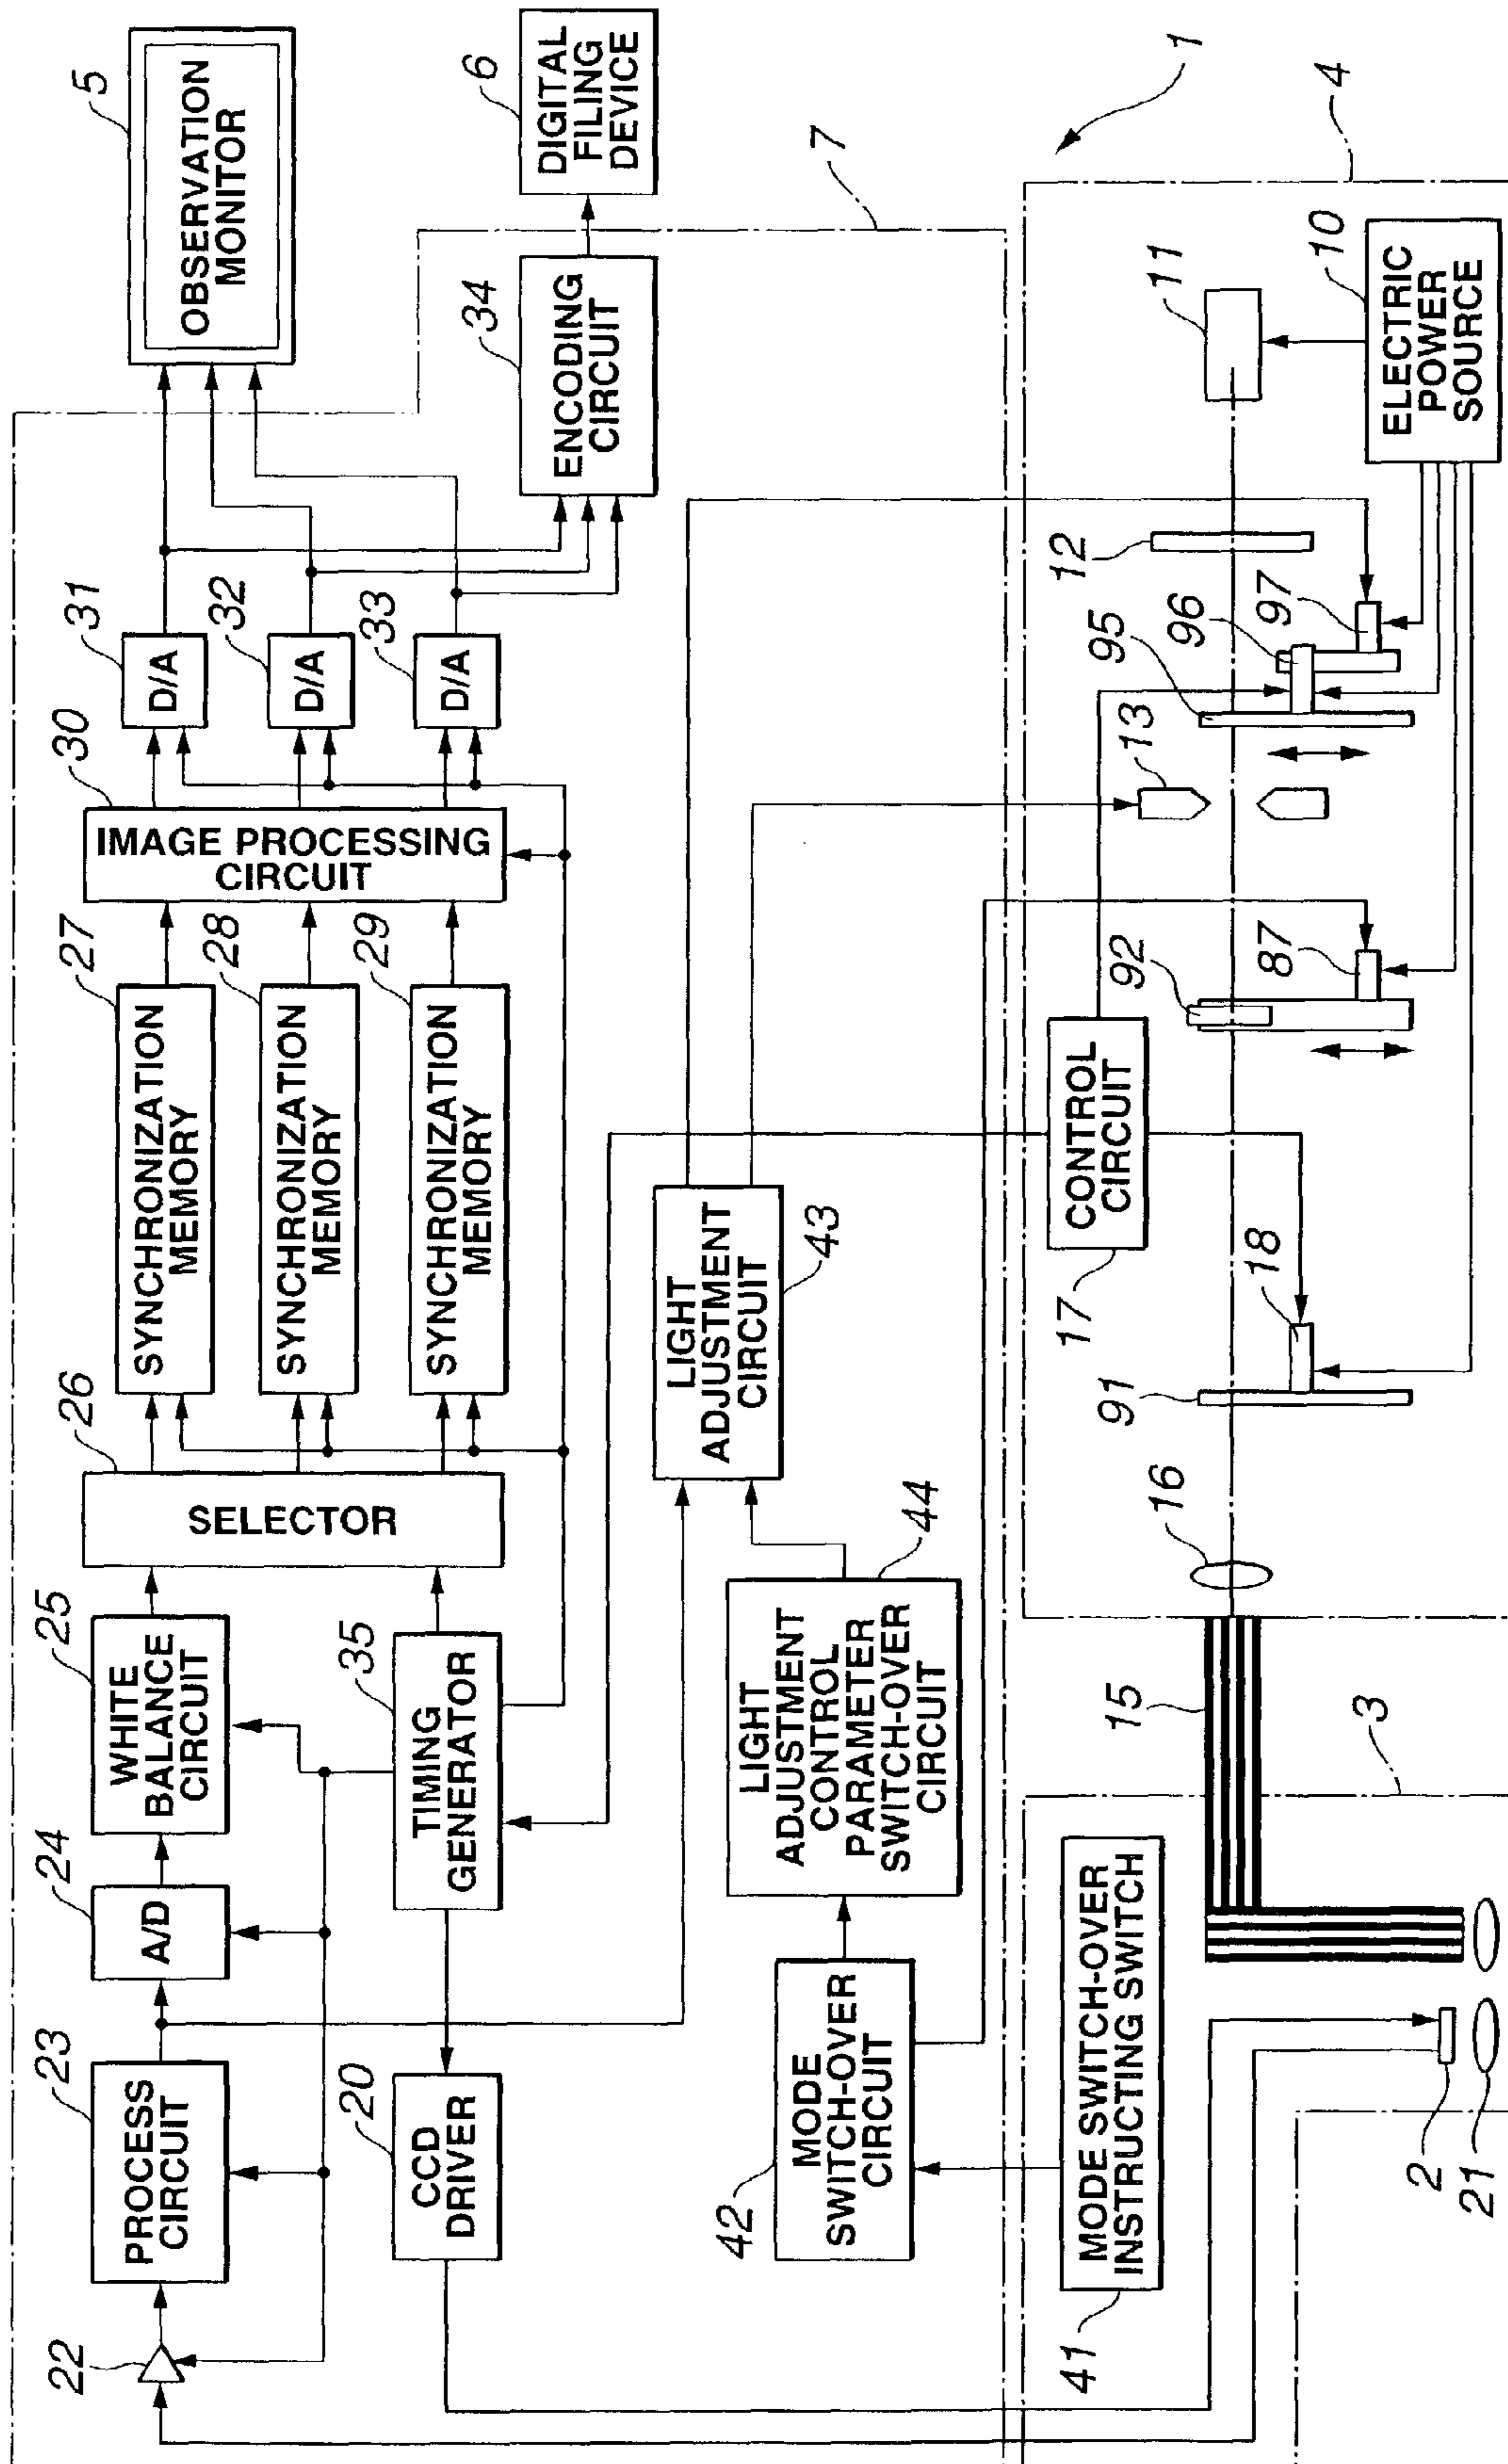 5
OBSERVATION
MONITOR
6
DIGITAL
FILING
DEVICE
7
1
4
31
D/A
32
D/A
33
D/A
34
ENCODING
CIRCUIT
10
ELECTRIC
POWER
SOURCE
11
12
97
96
95
13
30
IMAGE PROCESSING
CIRCUIT
27
SYNCHRONIZATION
MEMORY
28
SYNCHRONIZATION
MEMORY
29
SYNCHRONIZATION
MEMORY
87
92
26
SELECTOR
LIGHT
ADJUSTMENT
CIRCUIT
43
CONTROL
CIRCUIT
17
18
91
16
25
WHITE
BALANCE
CIRCUIT
35
TIMING
GENERATOR
LIGHT
ADJUSTMENT
CONTROL
PARAMETER
SWITCH-OVER
CIRCUIT
44
15
3
24
A/D
23
PROCESS
CIRCUIT
20
CCD
DRIVER
42
MODE
SWITCH-OVER
CIRCUIT
MODE SWITCH-OVER
INSTRUCTING SWITCH
41
22
2
21